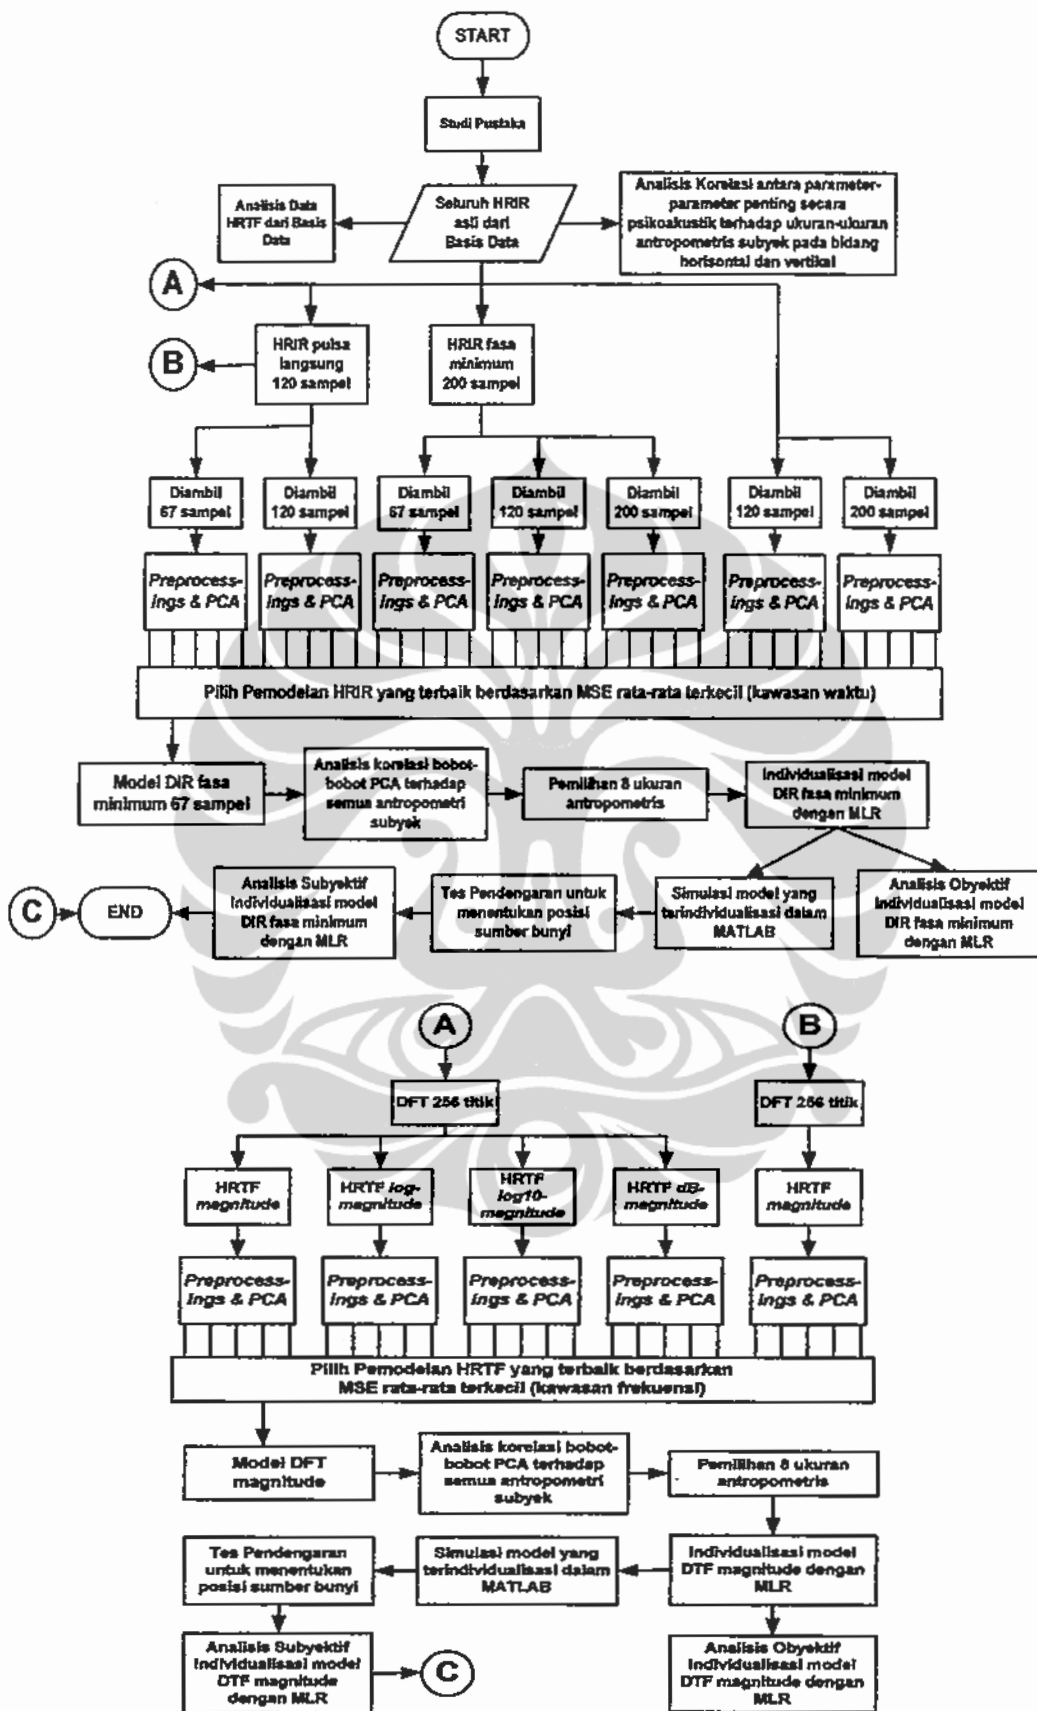 START
Studi Pustaka
Analisis Data
HRTF dari Basis
Data
Seluruh HRIR
asli dari
Basis Data
Analisis Korelasi antara parameter-
parameter penting secara
psikoakustik terhadap ukuran-ukuran
antropometris subyek pada bidang
horisontal dan vertikal
A
B
HRIR pulsa
langsung
120 sampel
HRIR fasa
minimum
200 sampel
Diambil
67 sampel
Diambil
120 sampel
Diambil
67 sampel
Diambil
120 sampel
Diambil
200 sampel
Diambil
120 sampel
Diambil
200 sampel
Preprocess-
ings & PCA
Preprocess-
ings & PCA
Preprocess-
ings & PCA
Preprocess-
ings & PCA
Preprocess-
ings & PCA
Preprocess-
ings & PCA
Preprocess-
ings & PCA
Pilih Pemodelan HRIR yang terbaik berdasarkan MSE rata-rata terkecil (kawasan waktu)
Model DIR fasa
minimum 67 sampel
Analisis korelasi bobot-
bobot PCA terhadap
semua antropometri
subyek
Pemilihan 8 ukuran
antropometris
Individualisasi model
DIR fasa minimum
dengan MLR
C
END
Analisis Subyektif
Individualisasi model
DIR fasa minimum
dengan MLR
Tes Pendengaran untuk
menentukan posisi
sumber bunyi
Simulasi model yang
terindividualisasi dalam
MATLAB
Analisis Obyektif
Individualisasi model
DIR fasa minimum
dengan MLR
A
B
DFT 256 titik
DFT 256 titik
HRTF
magnitude
HRTF log-
magnitude
HRTF
log10-
magnitude
HRTF dB-
magnitude
HRTF
magnitude
Preprocess-
ings & PCA
Preprocess-
ings & PCA
Preprocess-
ings & PCA
Preprocess-
ings & PCA
Preprocess-
ings & PCA
Pilih Pemodelan HRTF yang terbaik berdasarkan
MSE rata-rata terkecil (kawasan frekuensi)
Model DFT
magnitude
Analisis korelasi bobot-
bobot PCA terhadap
semua antropometri
subyek
Pemilihan 8 ukuran
antropometris
Tes Pendengaran
untuk menentukan
posisi sumber bunyi
Simulasi model yang
terindividualisasi dalam
MATLAB
Individualisasi model
DTF magnitude dengan
MLR
Analisis Subyektif
Individualisasi model
DTF magnitude
dengan MLR
C
Analisis Obyektif
Individualisasi model
DTF magnitude dengan
MLR